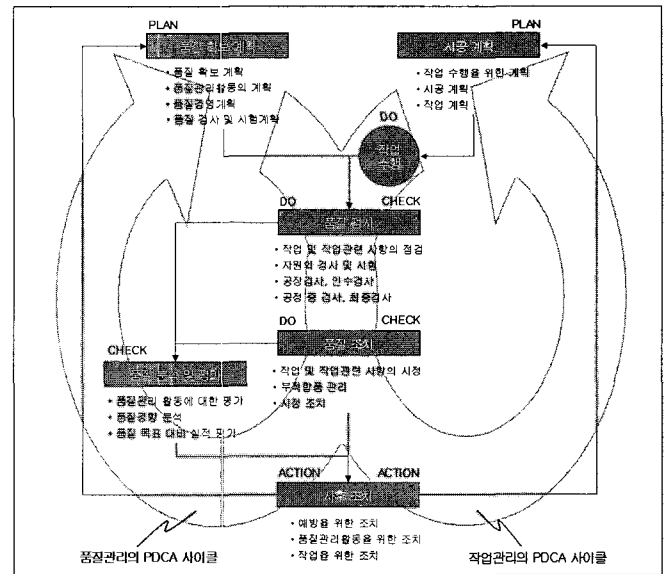 PLAN
PLAN
품질 확보 계획
시공 계획
• 품질 확보 계획
• 품질관리활동의 계획
• 품질경영계획
• 품질 검사 및 시험계획
• 작업 수행을 위한 계획
• 시공 계획
• 작업 계획
DO
작업
수행
DO
CHECK
품질 검사
• 작업 및 작업관련 사항의 점검
• 자원의 검사 및 시험
• 공장검사, 인수검사
• 공정 중 검사, 최종검사
DO
CHECK
품질 조치
• 작업 및 작업관련 사항의 시정
• 부적합품 관리
• 시정 조치
CHECK
• 품질관리 활동에 대한 평가
• 품질경향 분석
• 품질 목표 대비 실적 평가
ACTION
ACTION
조치
• 예방을 위한 조치
• 품질관리활동을 위한 조치
• 작업을 위한 조치
품질관리의 PDCA 사이클
작업관리의 PDCA 사이클